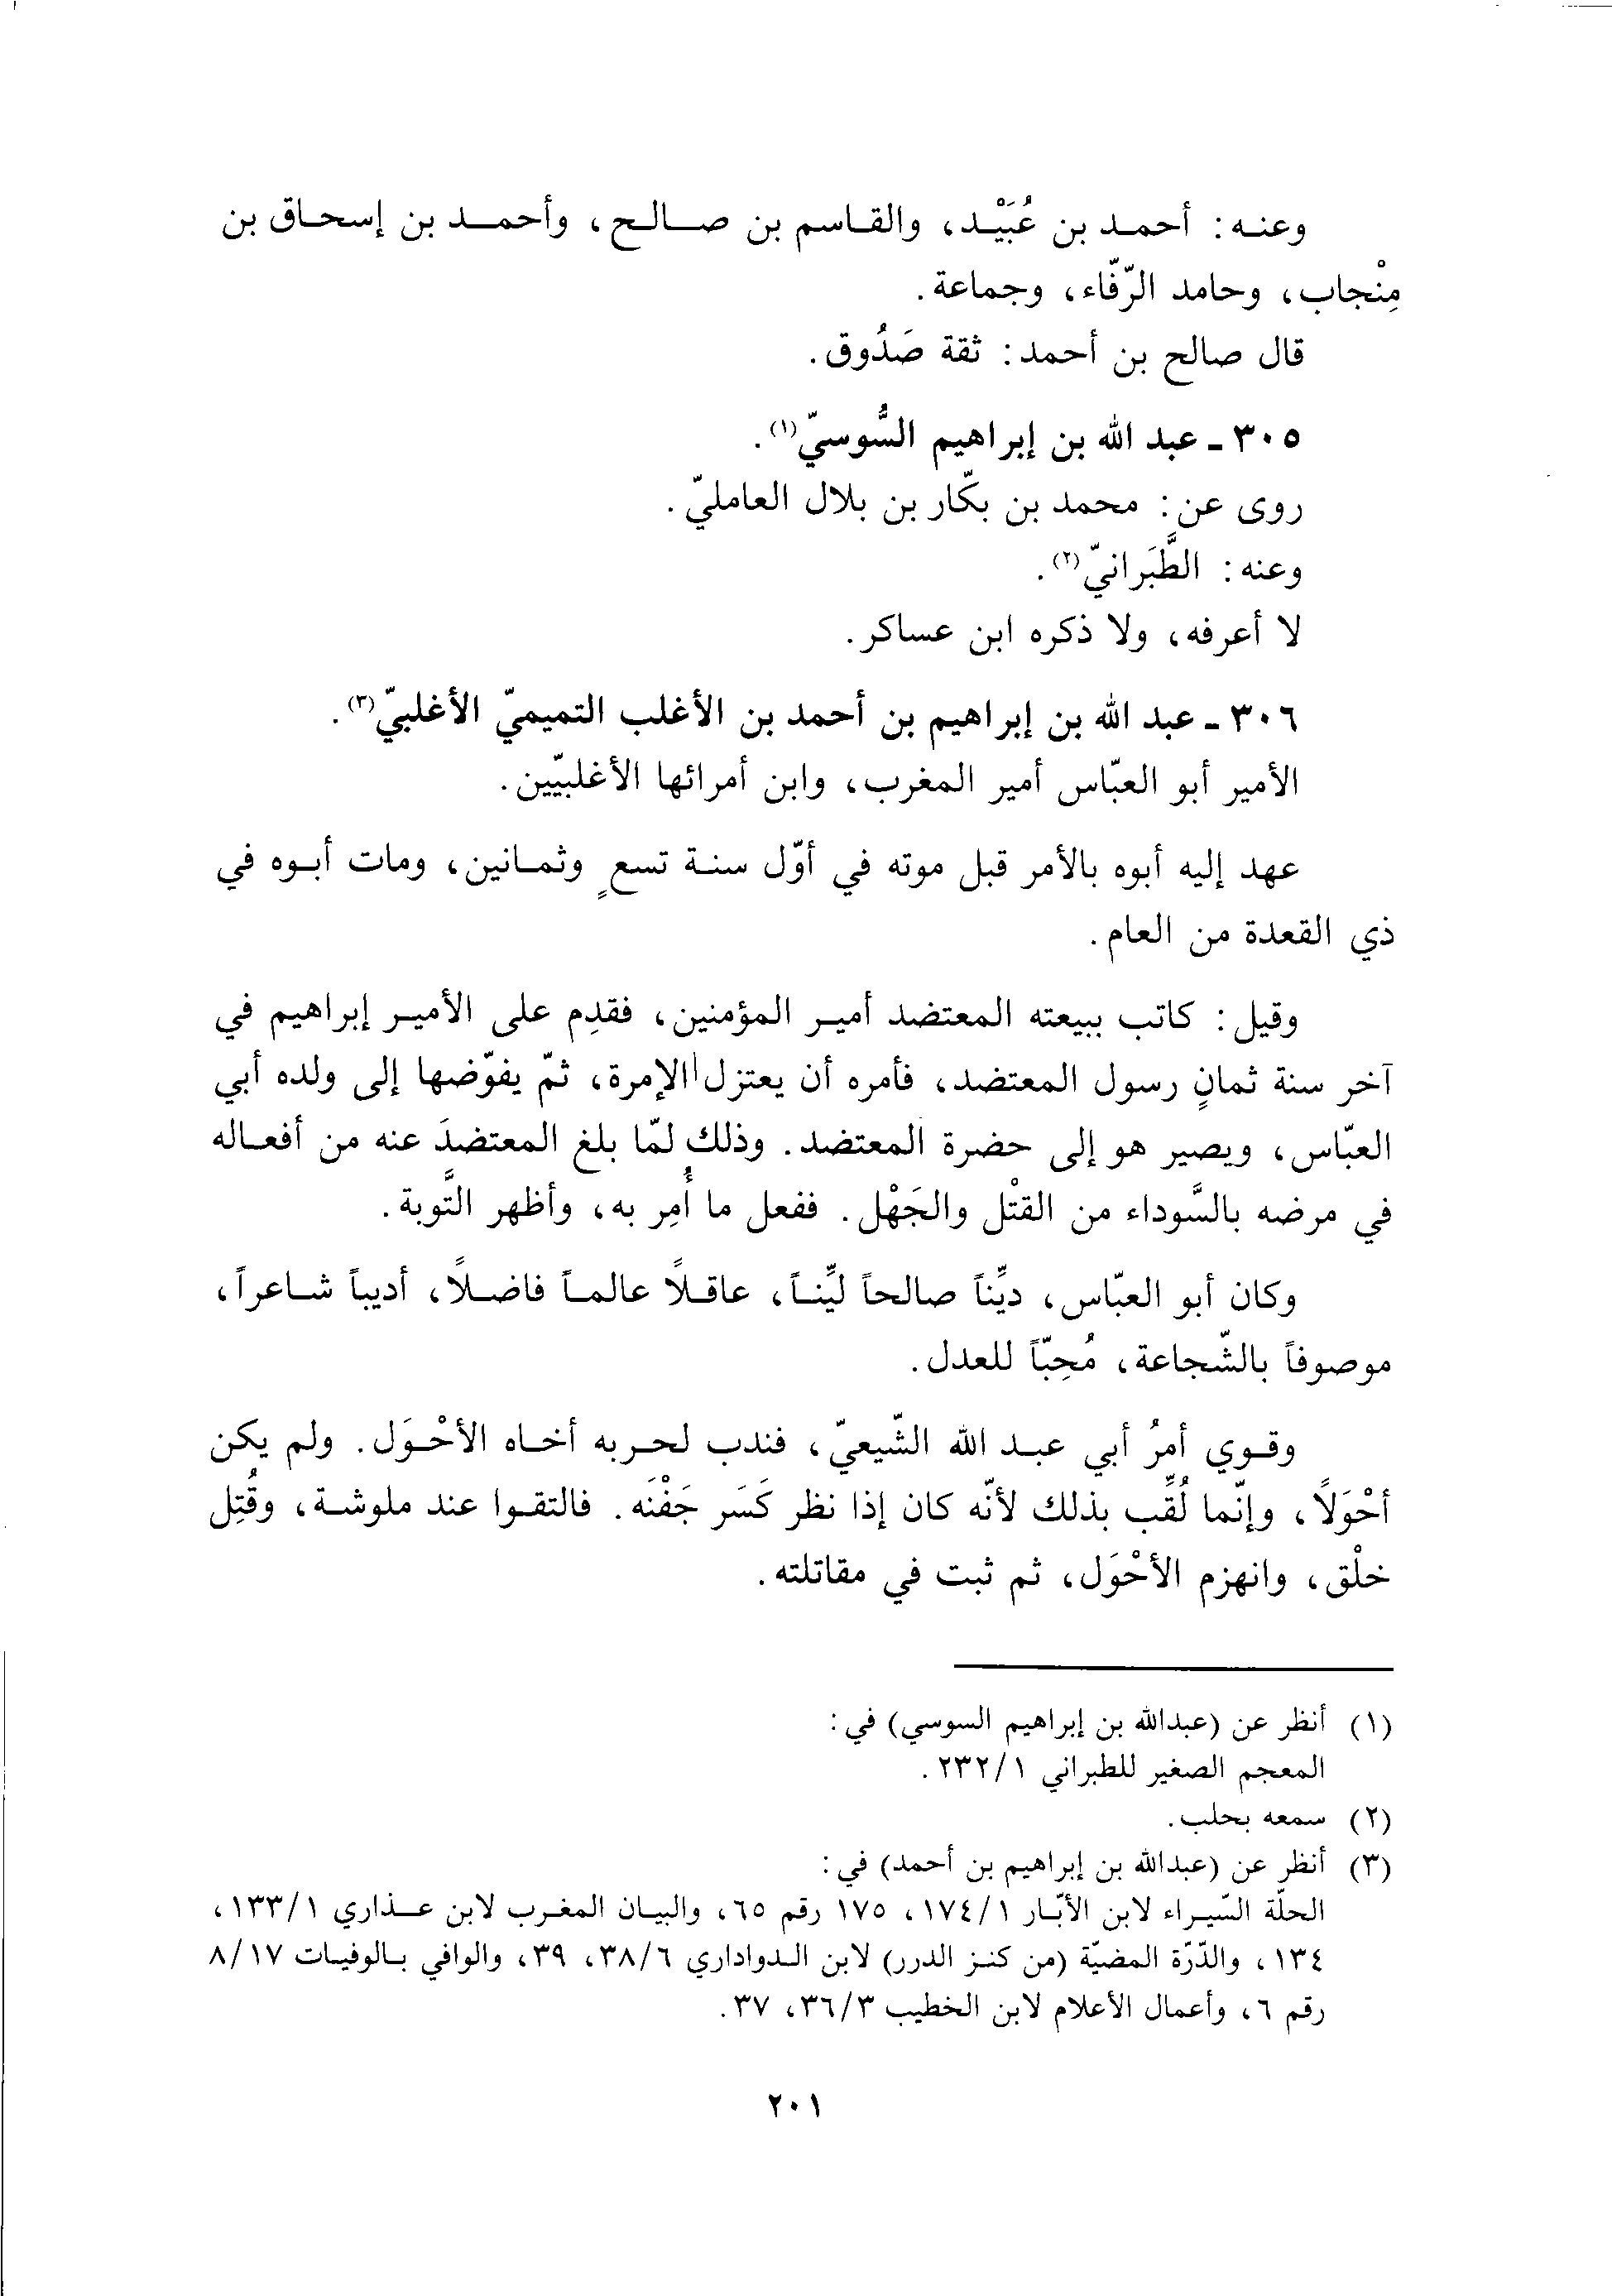 وعنه: أحمد بن عُبَيْد، والقاسم بن صالح، وأحمد بن إسحاق بن
مِنْجاب، وحامد الرّفّاء، وجماعة.
قال صالح بن أحمد: ثقة صَدُوق.
٣٠٥ ـ عبد الله بن إبراهيم السُّوسيّ(١).
روى عن: محمد بن بكّار بن بلال العامليّ.
وعنه: الطَّبَرانيّ(٢).
لا أعرفه، ولا ذكره ابن عساكر.
٣٠٦ ـ عبد الله بن إبراهيم بن أحمد بن الأغلب التميميّ الأغلبيّ(٣).
الأمير أبو العبّاس أمير المغرب، وابن أمرائها الأغلبيّين.
عهد إليه أبوه بالأمر قبل موته في أوّل سنة تسعٍ وثمانين، ومات أبوه في
ذي القعدة من العام.
وقيل: كاتب ببيعته المعتضد أمير المؤمنين، فقدِم على الأمير إبراهيم في
آخر سنة ثمانٍ رسول المعتضد، فأمره أن يعتزل الإمرة، ثمّ يفوّضها إلى ولده أبي
العبّاس، ويصير هو إلى حضرة المعتضد. وذلك لمّا بلغ المعتضدَ عنه من أفعاله
في مرضه بالسَّوداء من القتْل والجَهْل. ففعل ما أُمِر به، وأظهر التَّوبة.
وكان أبو العبّاس، ديِّناً صالحاً ليِّناً، عاقلاً عالماً فاضلاً، أديباً شاعراً،
موصوفاً بالشّجاعة، مُحِبّاً للعدل.
وقوي أمرُ أبي عبد الله الشّيعيّ، فندب لحربه أخاه الأحْوَل. ولم يكن
أحْوَلاً، وإنّما لُقِّب بذلك لأنّه كان إذا نظر كَسَر جَفْنَه. فالتقوا عند ملوشة، وقُتِل
خلْق، وانهزم الأحْوَل، ثم ثبت في مقاتلته.
(١) أنظر عن (عبدالله بن إبراهيم السوسي) في:
المعجم الصغير للطبراني ٢٣٢/١.
(٢) سمعه بحلب.
(٣) أنظر عن (عبدالله بن إبراهيم بن أحمد) في:
الحلّة السّيراء لابن الأبّار ١٧٤/١، ١٧٥ رقم ٦٥، والبيان المغرب لابن عذاري ١٣٣/١،
١٣٤، والدّرّة المضيّة (من كنز الدرر) لابن الدواداري ٣٨/٦، ٣٩، والوافي بالوفيات ٨/١٧
رقم ٦، وأعمال الأعلام لابن الخطيب ٣٦/٣، ٣٧.
٢٠١